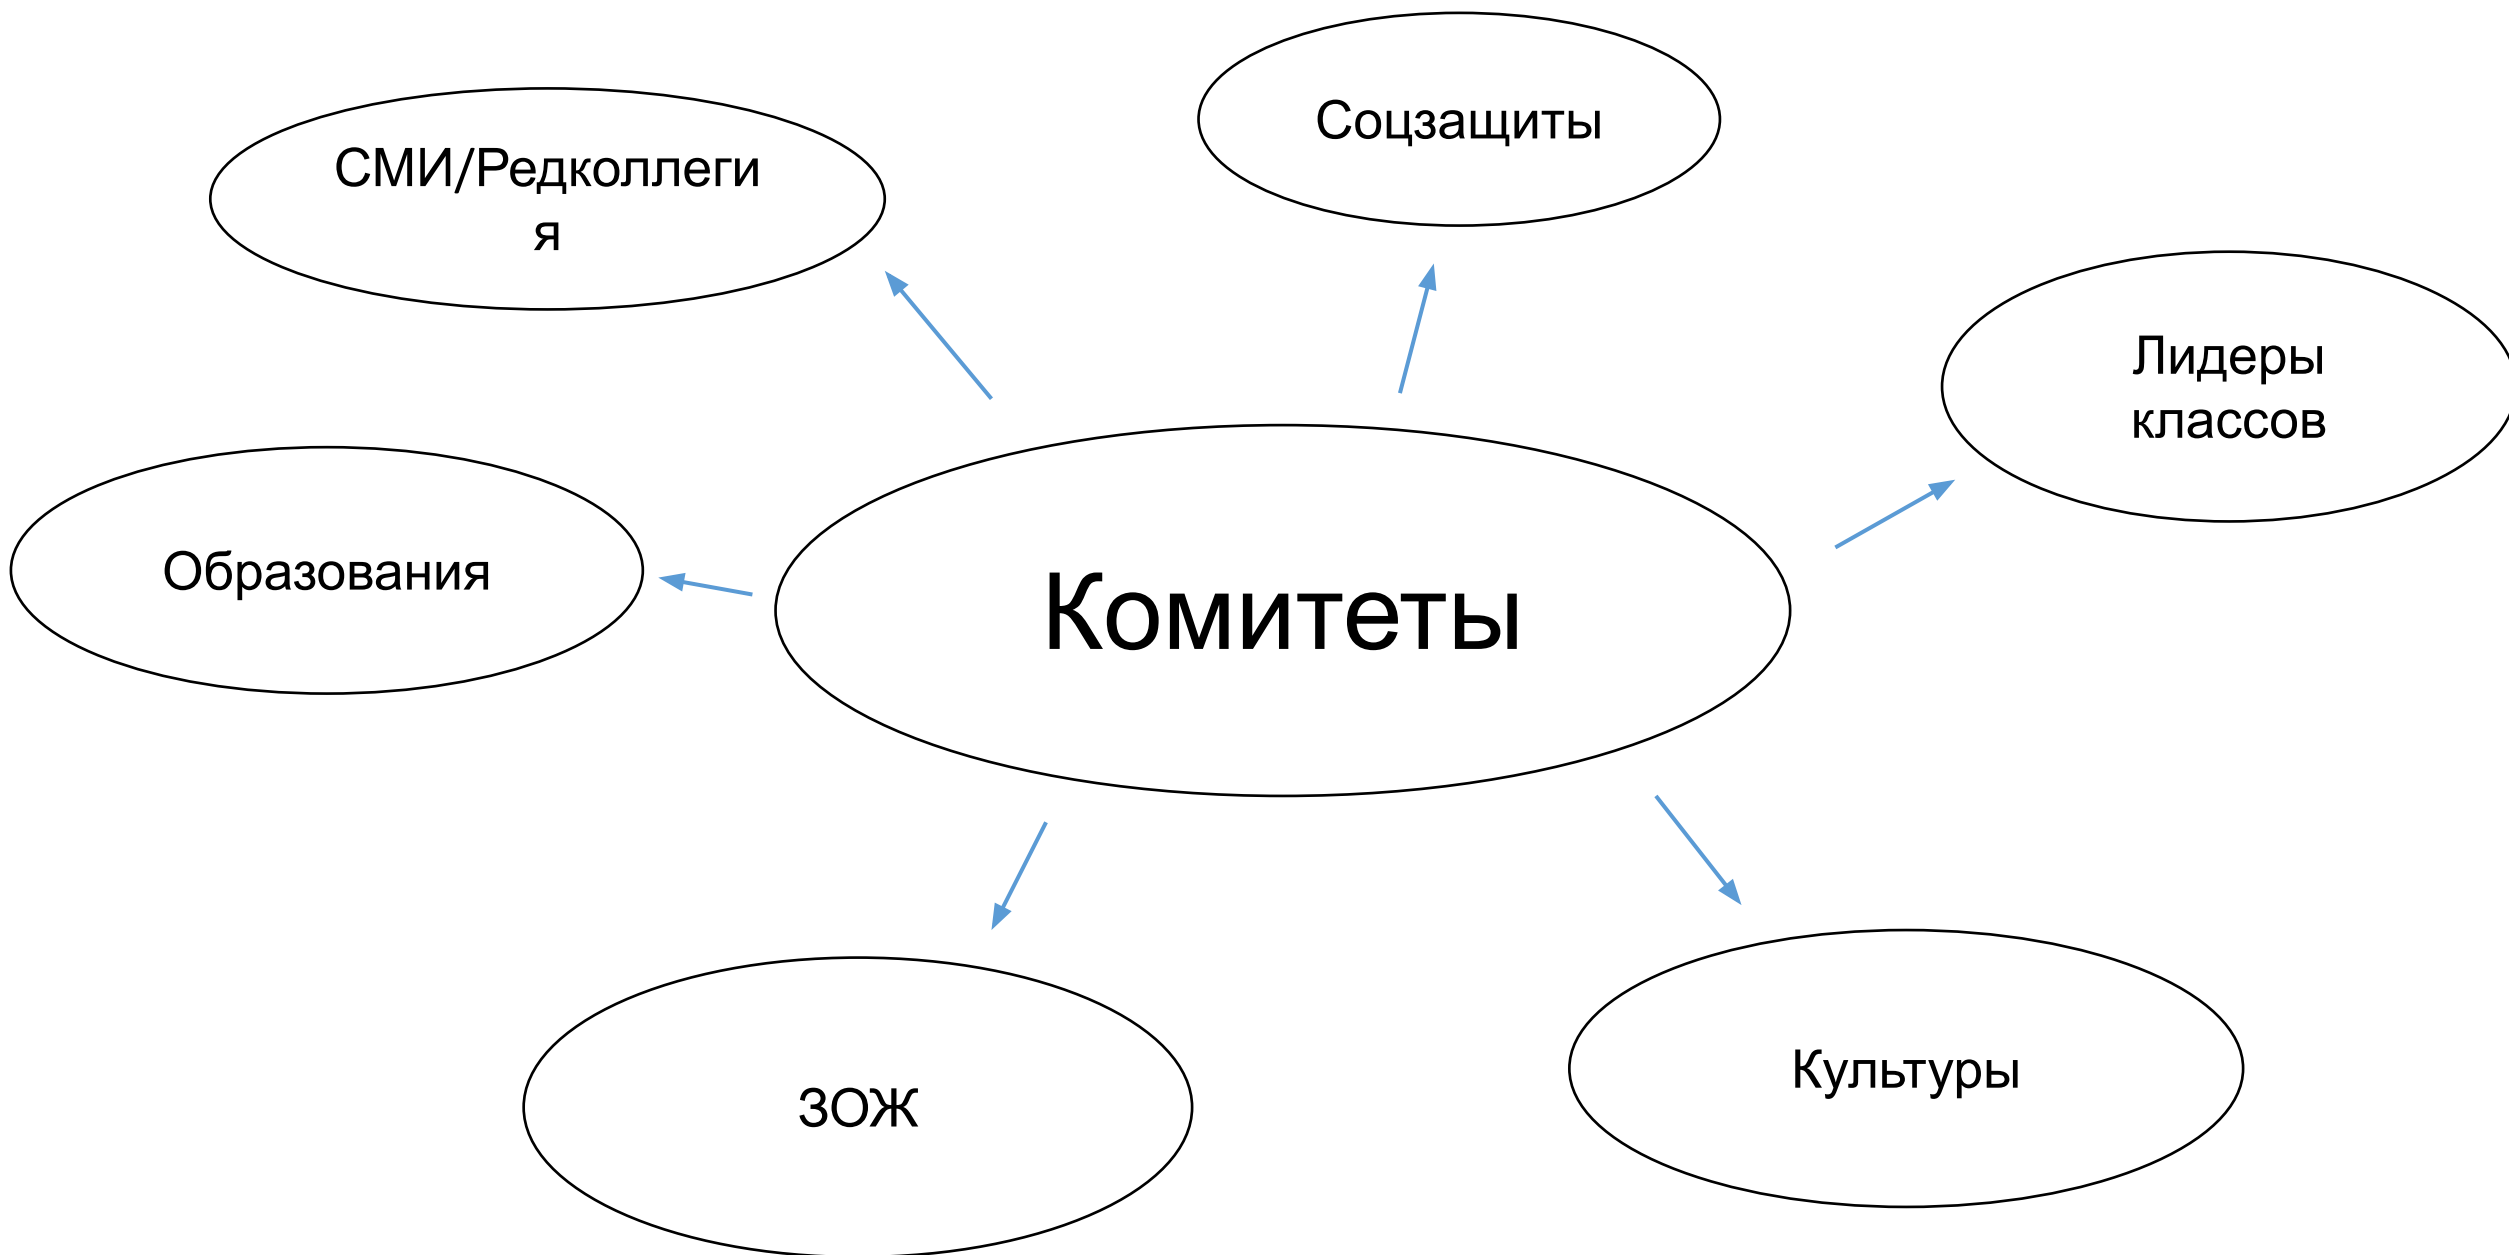 Соцзащиты
СМИ/Редколлеги
я
Лидеры
классов
Образования
Комитеты
ЗОЖ
Культуры